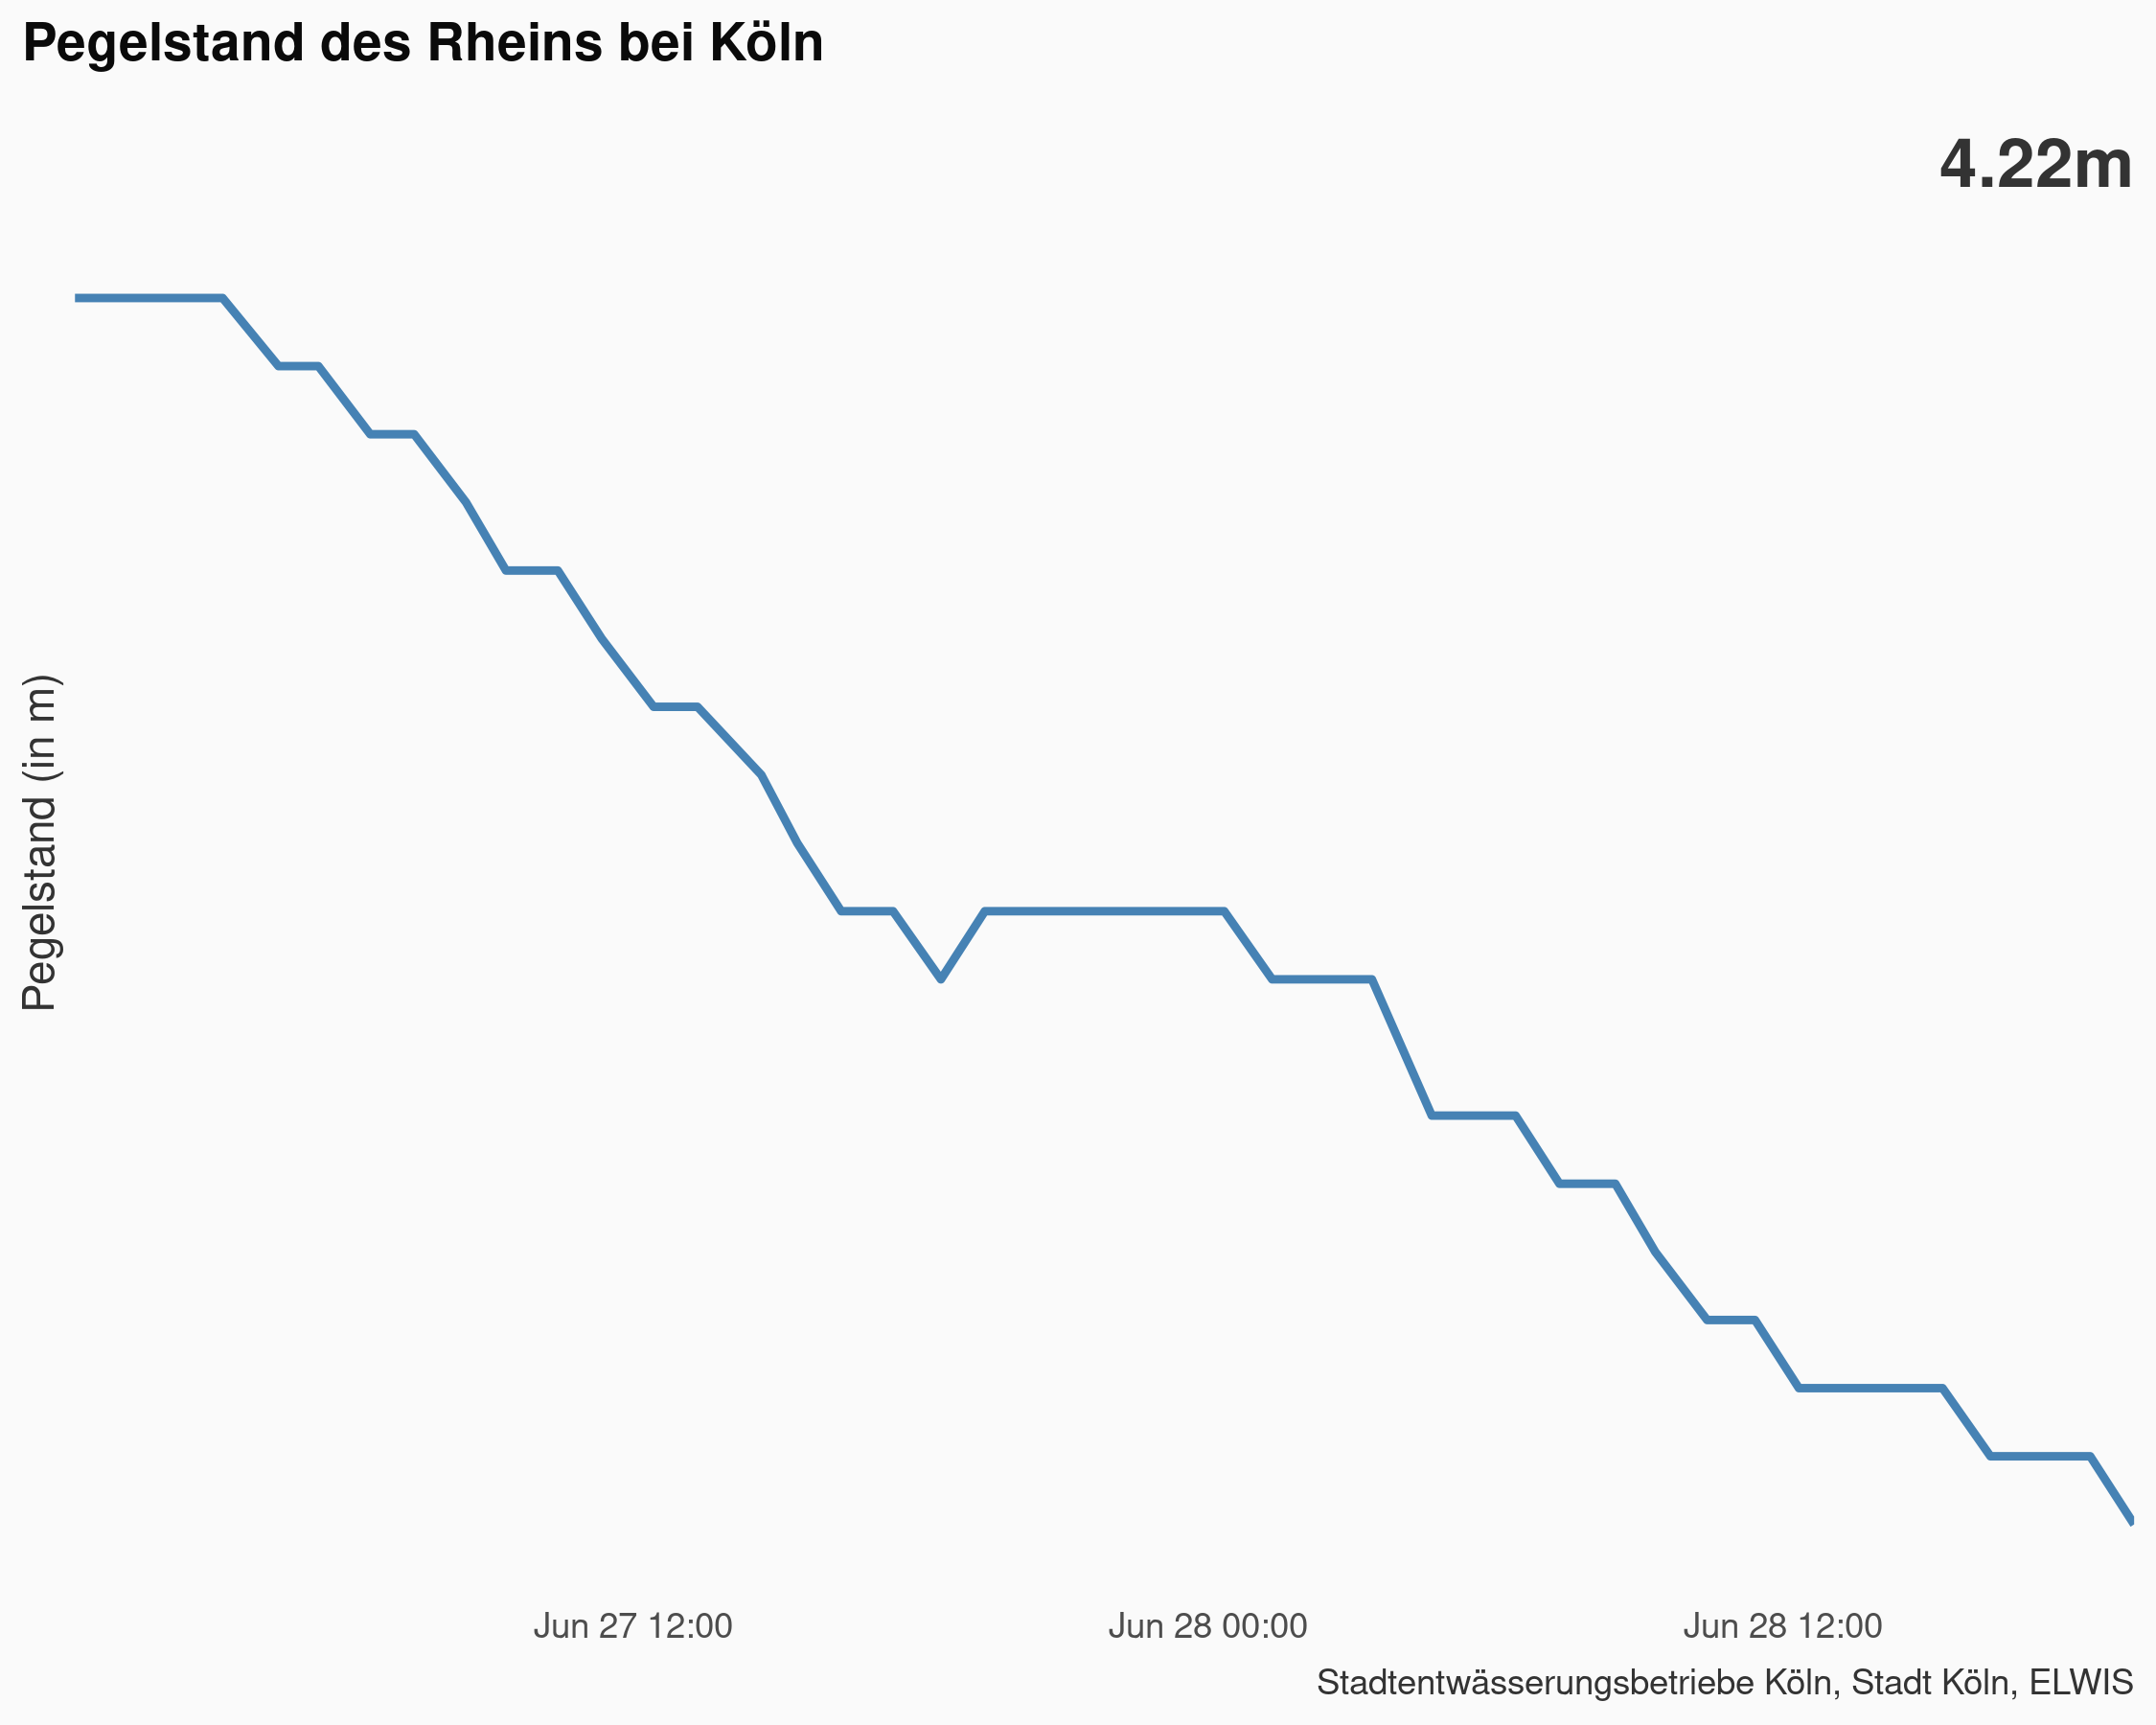 Pegelstand des Rheins bei Köln
4.22m
Pegelstand (in m)
Jun 27 12:00
Jun 28 00:00
Jun 28 12:00
Stadtentwässerungsbetriebe Köln, Stadt Köln, ELWIS